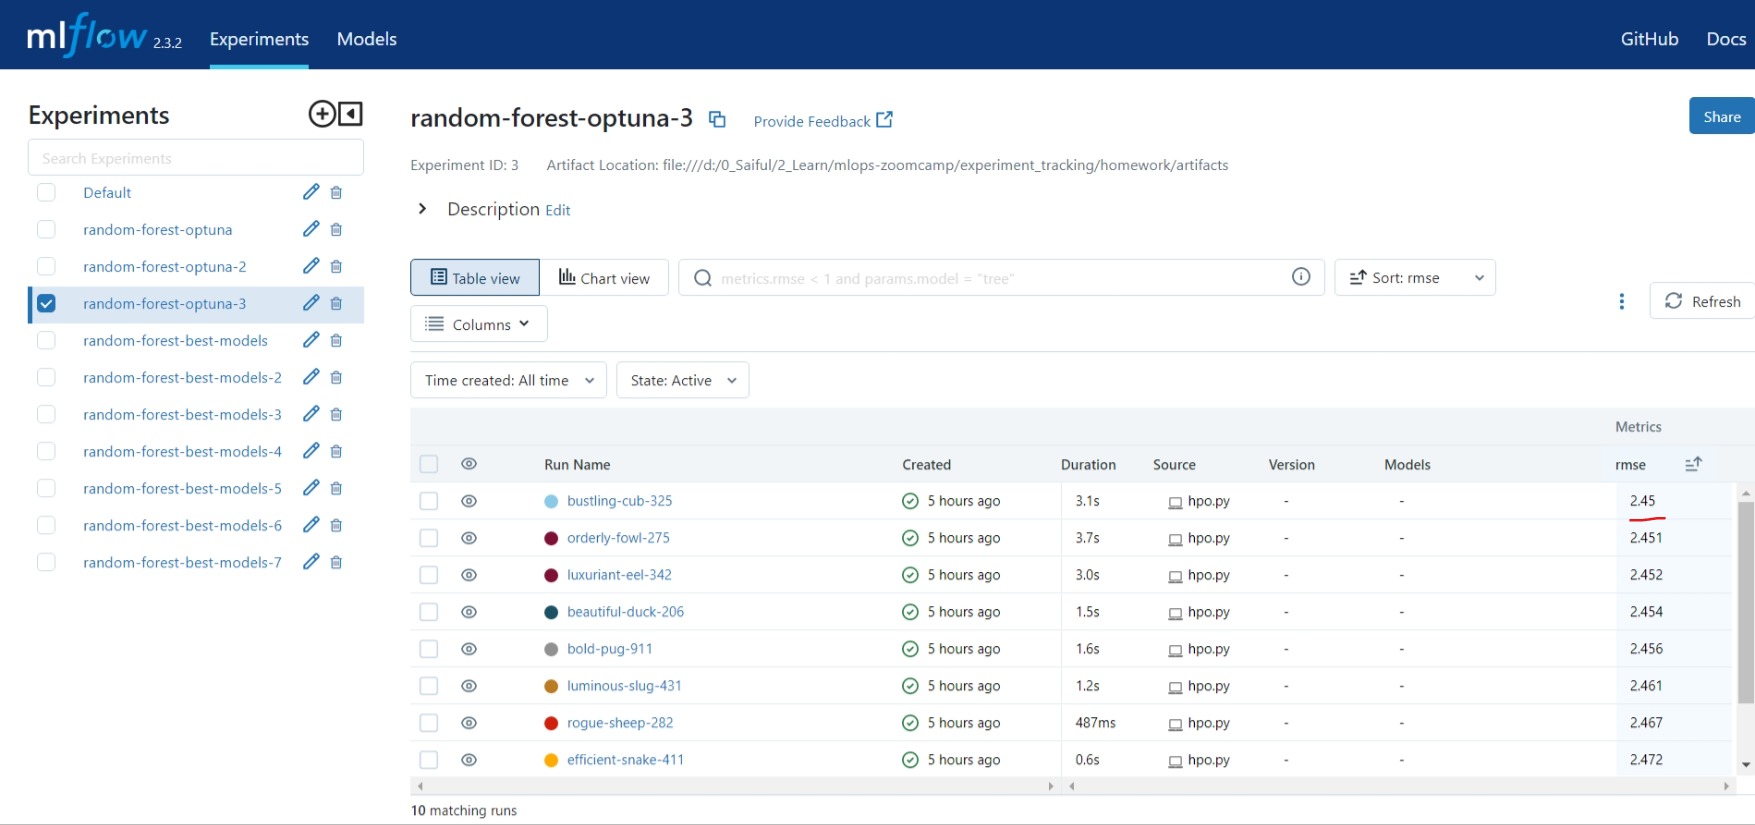 mlflow 2.3.2 Experiments Models GitHub Docs
Experiments
Search Experiments
Default
random-forest-optuna
random-forest-optuna-2
random-forest-optuna-3
random-forest-best-models
random-forest-best-models-2
random-forest-best-models-3
random-forest-best-models-4
random-forest-best-models-5
random-forest-best-models-6
random-forest-best-models-7
random-forest-optuna-3 Provide Feedback Share
Experiment ID: 3 Artifact Location: file:///d:/0_Saiful/2_Learn/mlops-zoomcamp/experiment_tracking/homework/artifacts
Description Edit
Table view Chart view metrics.rmse < 1 and params.model = "tree" Sort: rmse
Refresh
Columns
Time created: All time State: Active
Metrics
Run Name Created Duration Source Version Models rmse
bustling-cub-325 5 hours ago 3.1s hpo.py - - 2.45
orderly-fowl-275 5 hours ago 3.7s hpo.py - - 2.451
luxuriant-eel-342 5 hours ago 3.0s hpo.py - - 2.452
beautiful-duck-206 5 hours ago 1.5s hpo.py - - 2.454
bold-pug-911 5 hours ago 1.6s hpo.py - - 2.456
luminous-slug-431 5 hours ago 1.2s hpo.py - - 2.461
rogue-sheep-282 5 hours ago 487ms hpo.py - - 2.467
efficient-snake-411 5 hours ago 0.6s hpo.py - - 2.472
10 matching runs